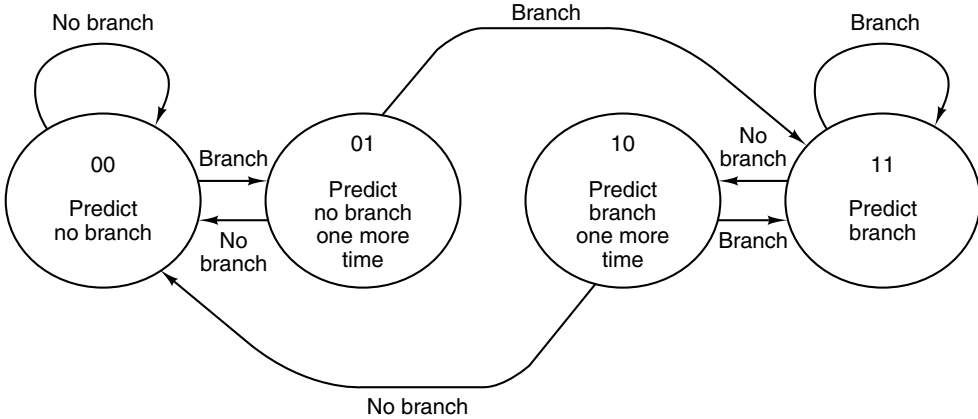 No branch
Branch
Branch
00
Predict
no branch
Branch
No
branch
01
Predict
no branch
one more
time
10
Predict
branch
one more
time
No
branch
Branch
11
Predict
branch
No branch